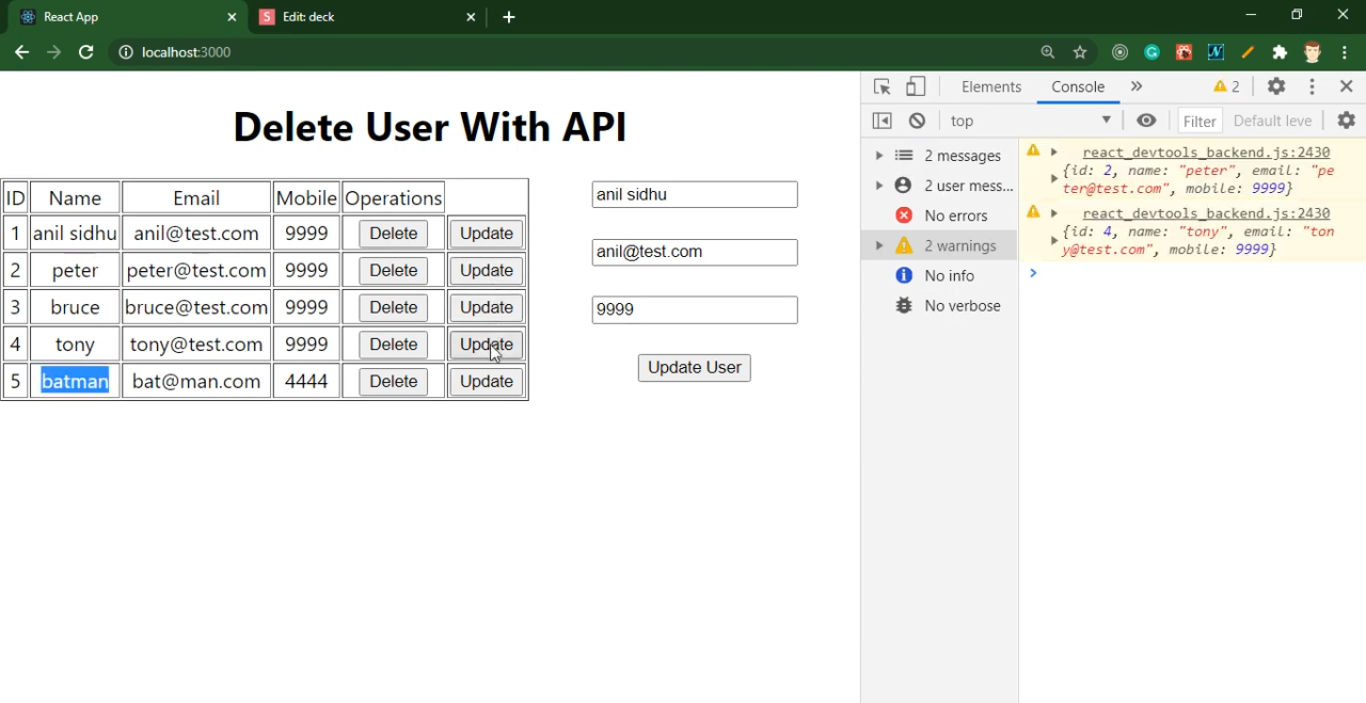 React App
S Edit: deck
localhost:3000
Delete User With API
ID Name Email Mobile Operations
1 anil sidhu anil@test.com 9999 Delete Update
2 peter peter@test.com 9999 Delete Update
3 bruce bruce@test.com 9999 Delete Update
4 tony tony@test.com 9999 Delete Update
5 batman bat@man.com 4444 Delete Update
anil sidhu
anil@test.com
9999
Update User
Elements Console 2
top Filter Default leve
2 messages
2 user mess...
No errors
2 warnings
No info
No verbose
react_devtools_backend.js:2430
{id: 2, name: "peter", email: "pe
ter@test.com", mobile: 9999}
react_devtools_backend.js:2430
{id: 4, name: "tony", email: "ton
y@test.com", mobile: 9999}